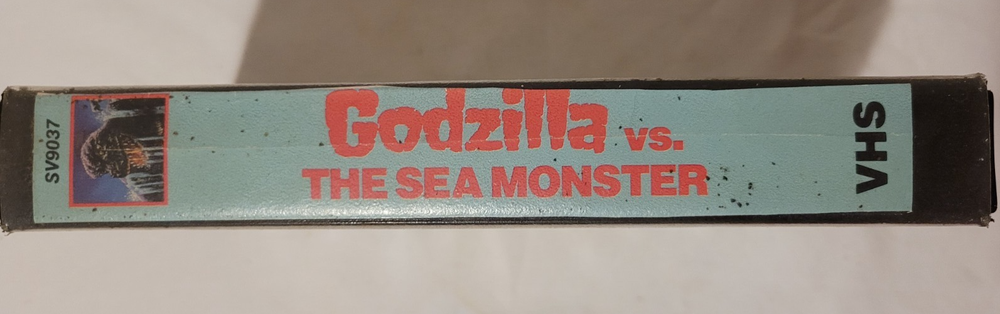 SV9037
Godzilla vs.
THE SEA MONSTER
VHS